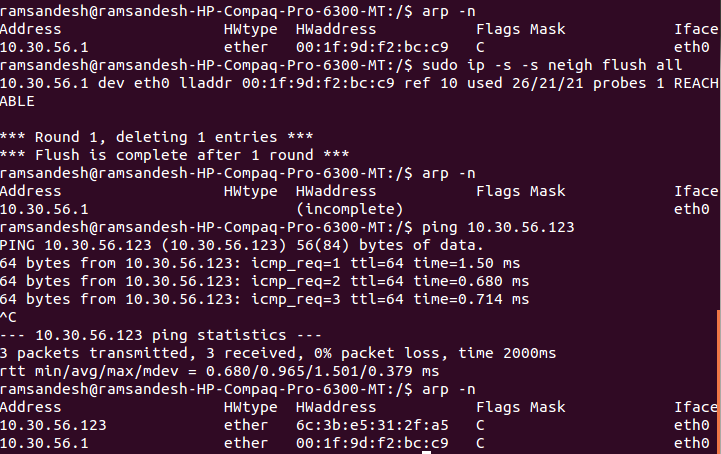 ramsandesh@ramsandesh-HP-Compaq-Pro-6300-MT:/$ arp -n
Address                  HWtype  HWaddress           Flags Mask            Iface
10.30.56.1               ether   00:1f:9d:f2:bc:c9   C                     eth0
ramsandesh@ramsandesh-HP-Compaq-Pro-6300-MT:/$ sudo ip -s -s neigh flush all
10.30.56.1 dev eth0 lladdr 00:1f:9d:f2:bc:c9 ref 10 used 26/21/21 probes 1 REACH
ABLE

*** Round 1, deleting 1 entries ***
*** Flush is complete after 1 round ***
ramsandesh@ramsandesh-HP-Compaq-Pro-6300-MT:/$ arp -n
Address                  HWtype  HWaddress           Flags Mask            Iface
10.30.56.1                       (incomplete)                              eth0
ramsandesh@ramsandesh-HP-Compaq-Pro-6300-MT:/$ ping 10.30.56.123
PING 10.30.56.123 (10.30.56.123) 56(84) bytes of data.
64 bytes from 10.30.56.123: icmp_req=1 ttl=64 time=1.50 ms
64 bytes from 10.30.56.123: icmp_req=2 ttl=64 time=0.680 ms
64 bytes from 10.30.56.123: icmp_req=3 ttl=64 time=0.714 ms
^C
--- 10.30.56.123 ping statistics ---
3 packets transmitted, 3 received, 0% packet loss, time 2000ms
rtt min/avg/max/mdev = 0.680/0.965/1.501/0.379 ms
ramsandesh@ramsandesh-HP-Compaq-Pro-6300-MT:/$ arp -n
Address                  HWtype  HWaddress           Flags Mask            Iface
10.30.56.123             ether   6c:3b:e5:31:2f:a5   C                     eth0
10.30.56.1               ether   00:1f:9d:f2:bc:c9   C                     eth0